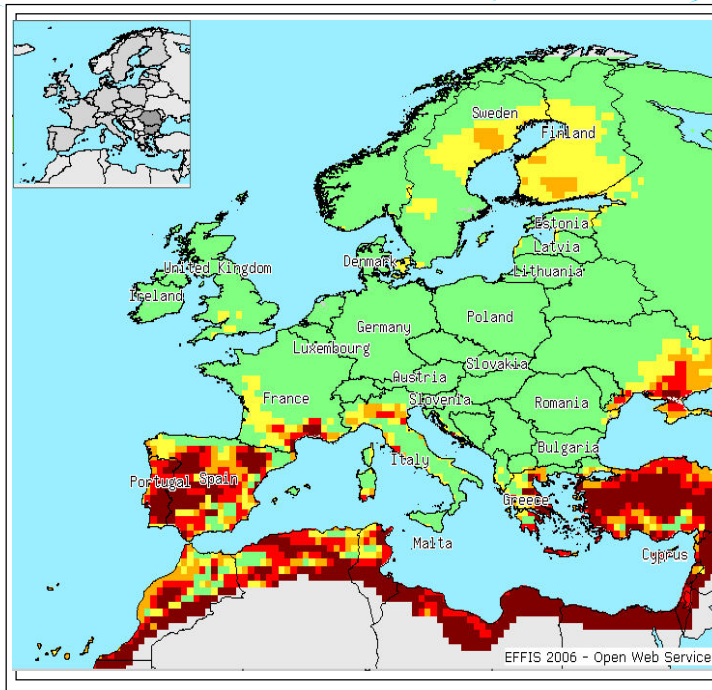 Sweden
Finland
Estonia
Latvia
Denmark
Lithuania
United Kingdom
Ireland
Germany
Poland
Luxembourg
Slovakia
Austria
France
Slovenia
Romania
Bulgaria
Italy
Portugal Spain
Greece
Malta
Cyprus
EFFIS 2006 - Open Web Service